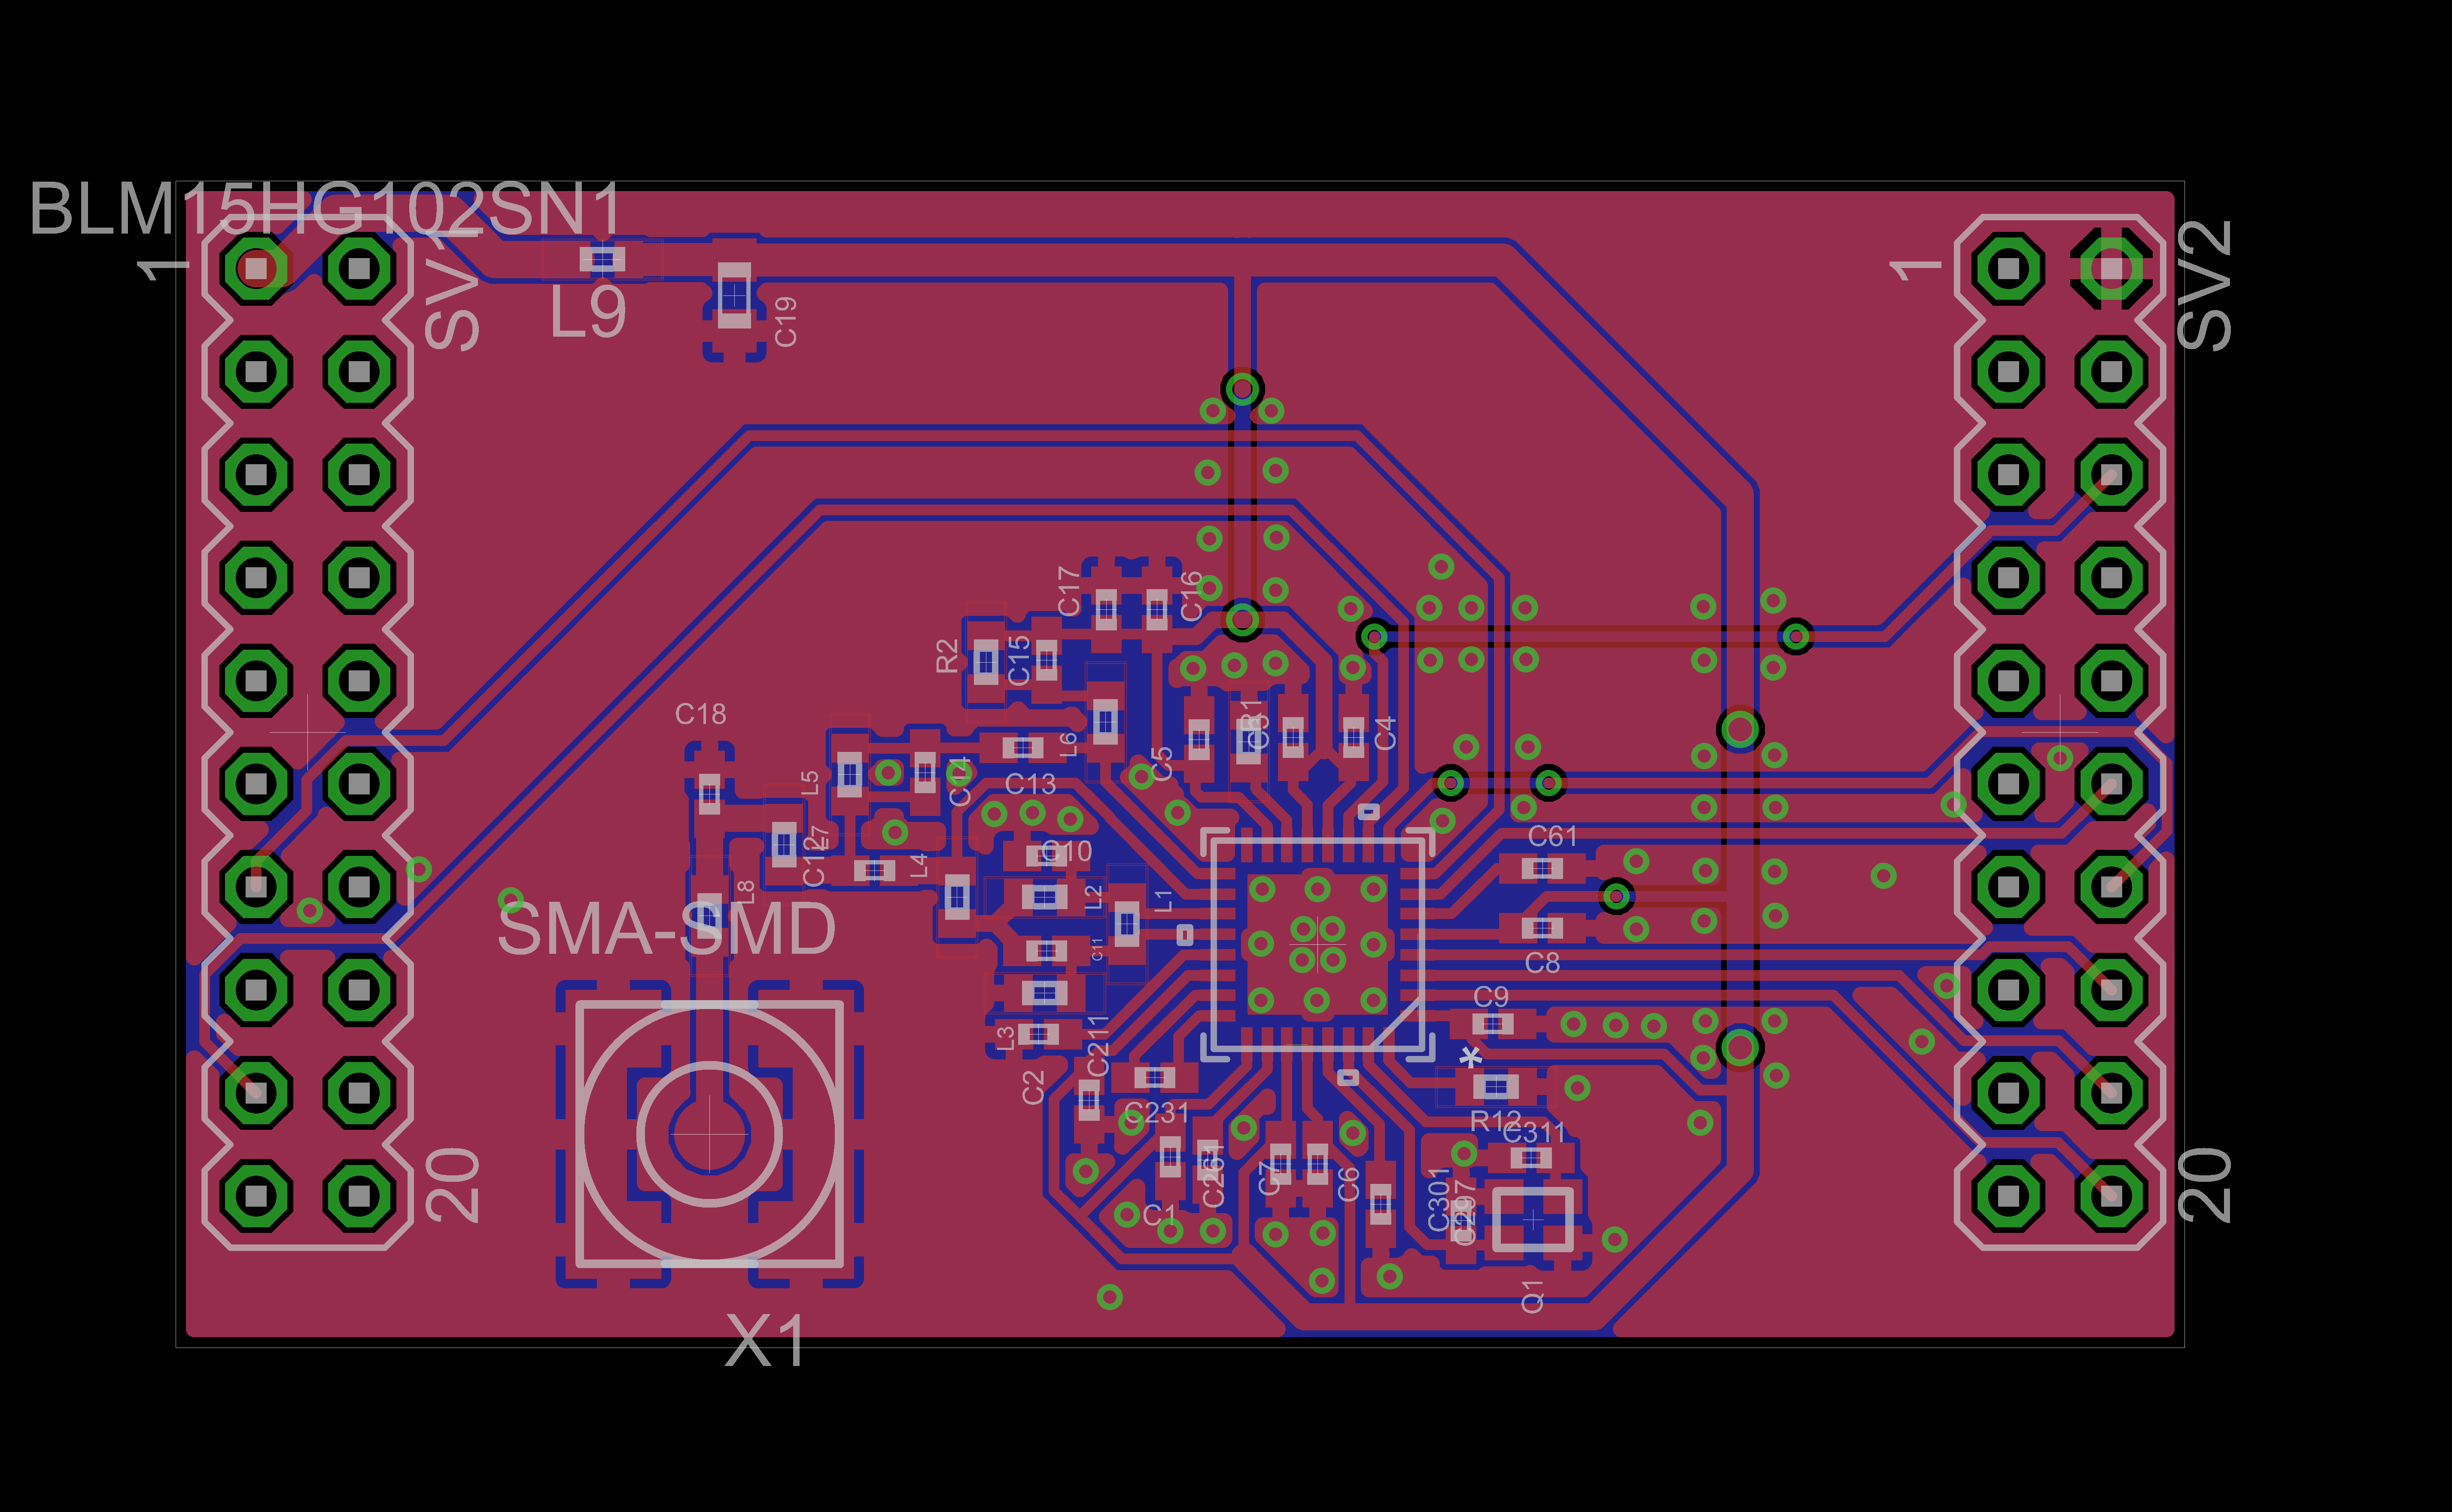 BLM15HG102SN1
1
SV1
L9
C19
1
SV2
C17
C16
R2
C15
C18
L6
C5
C3
R1
C4
L5
C14
C13
L7
C127
C10
C61
L4
L8
L2
L1
SMA-SMD
C11
C8
C9
L3
C211
*
C2
C231
R12
C311
20
C261
C7
C6
C301
C297
20
C1
Q1
X1